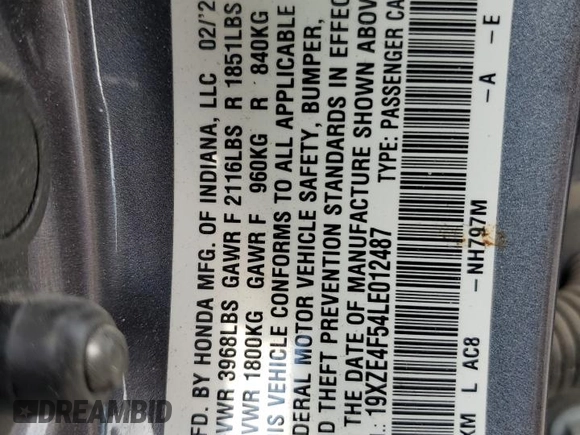 FD. BY HONDA MFG. OF INDIANA, LLC 02/'2
VWR 3968LBS GAWR F 2116LBS R 1851LBS
VWR 1800KG GAWR F 960KG R 840KG
IS VEHICLE CONFORMS TO ALL APPLICABLE
DERAL MOTOR VEHICLE SAFETY, BUMPER,
D THEFT PREVENTION STANDARDS IN EFFEC
THE DATE OF MANUFACTURE SHOWN ABOV
.: 19XZE4F54LE012487 TYPE: PASSENGER CA
KM L AC8 -NH797M -A -E
DREAMBID